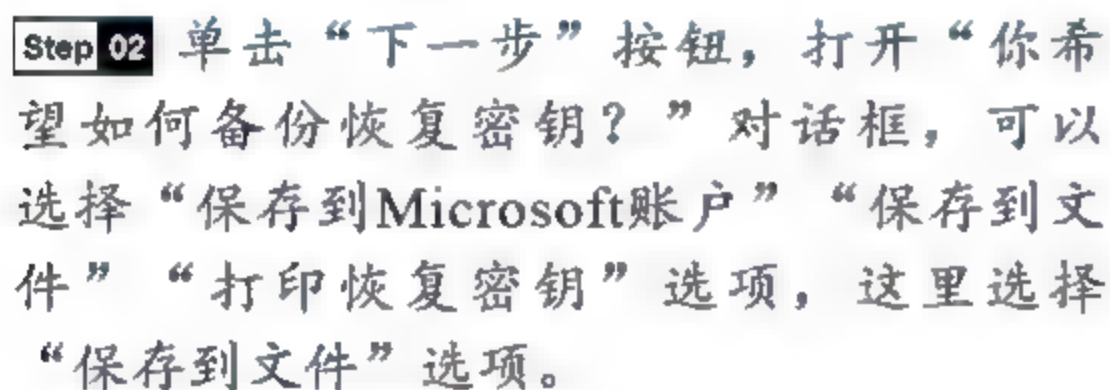 Step 02 单击“下一步”按钮，打开“你希
望如何备份恢复密钥？”对话框，可以
选择“保存到Microsoft账户”“保存到文
件”“打印恢复密钥”选项，这里选择
“保存到文件”选项。